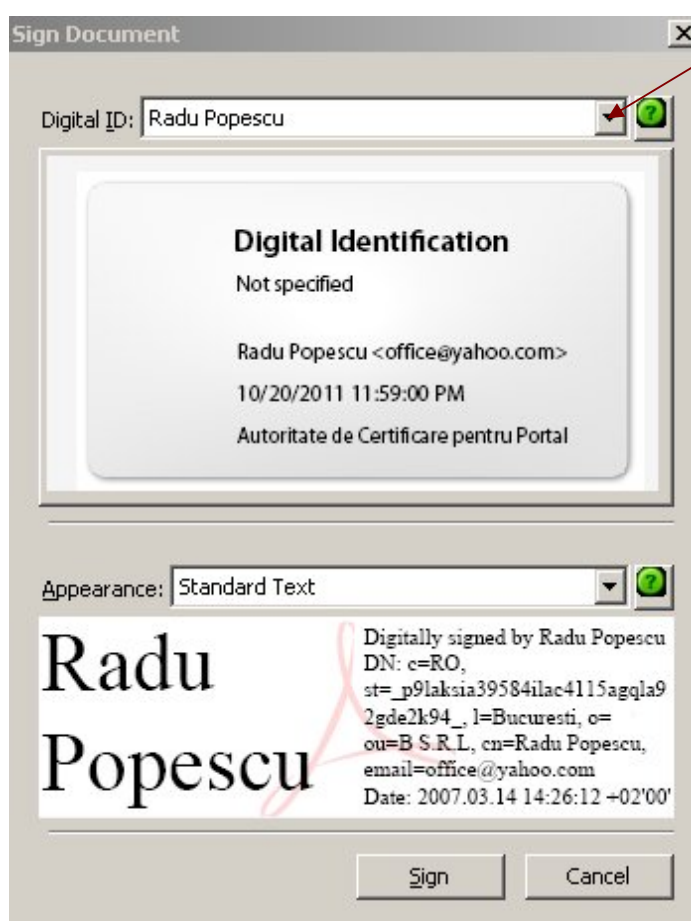 Sign Document
Digital ID: Radu Popescu
Digital Identification
Not specified
Radu Popescu <office@yahoo.com>
10/20/2011 11:59:00 PM
Autoritate de Certificare pentru Portal
Appearance: Standard Text
Radu
Popescu
Digitally signed by Radu Popescu
DN: c=RO,
st=_p9laksia39584ilac4115agqla9
2gde2k94_, l=Bucuresti, o=
ou=B S.R.L, cn=Radu Popescu,
email=office@yahoo.com
Date: 2007.03.14 14:26:12 +02'00'
Sign Cancel